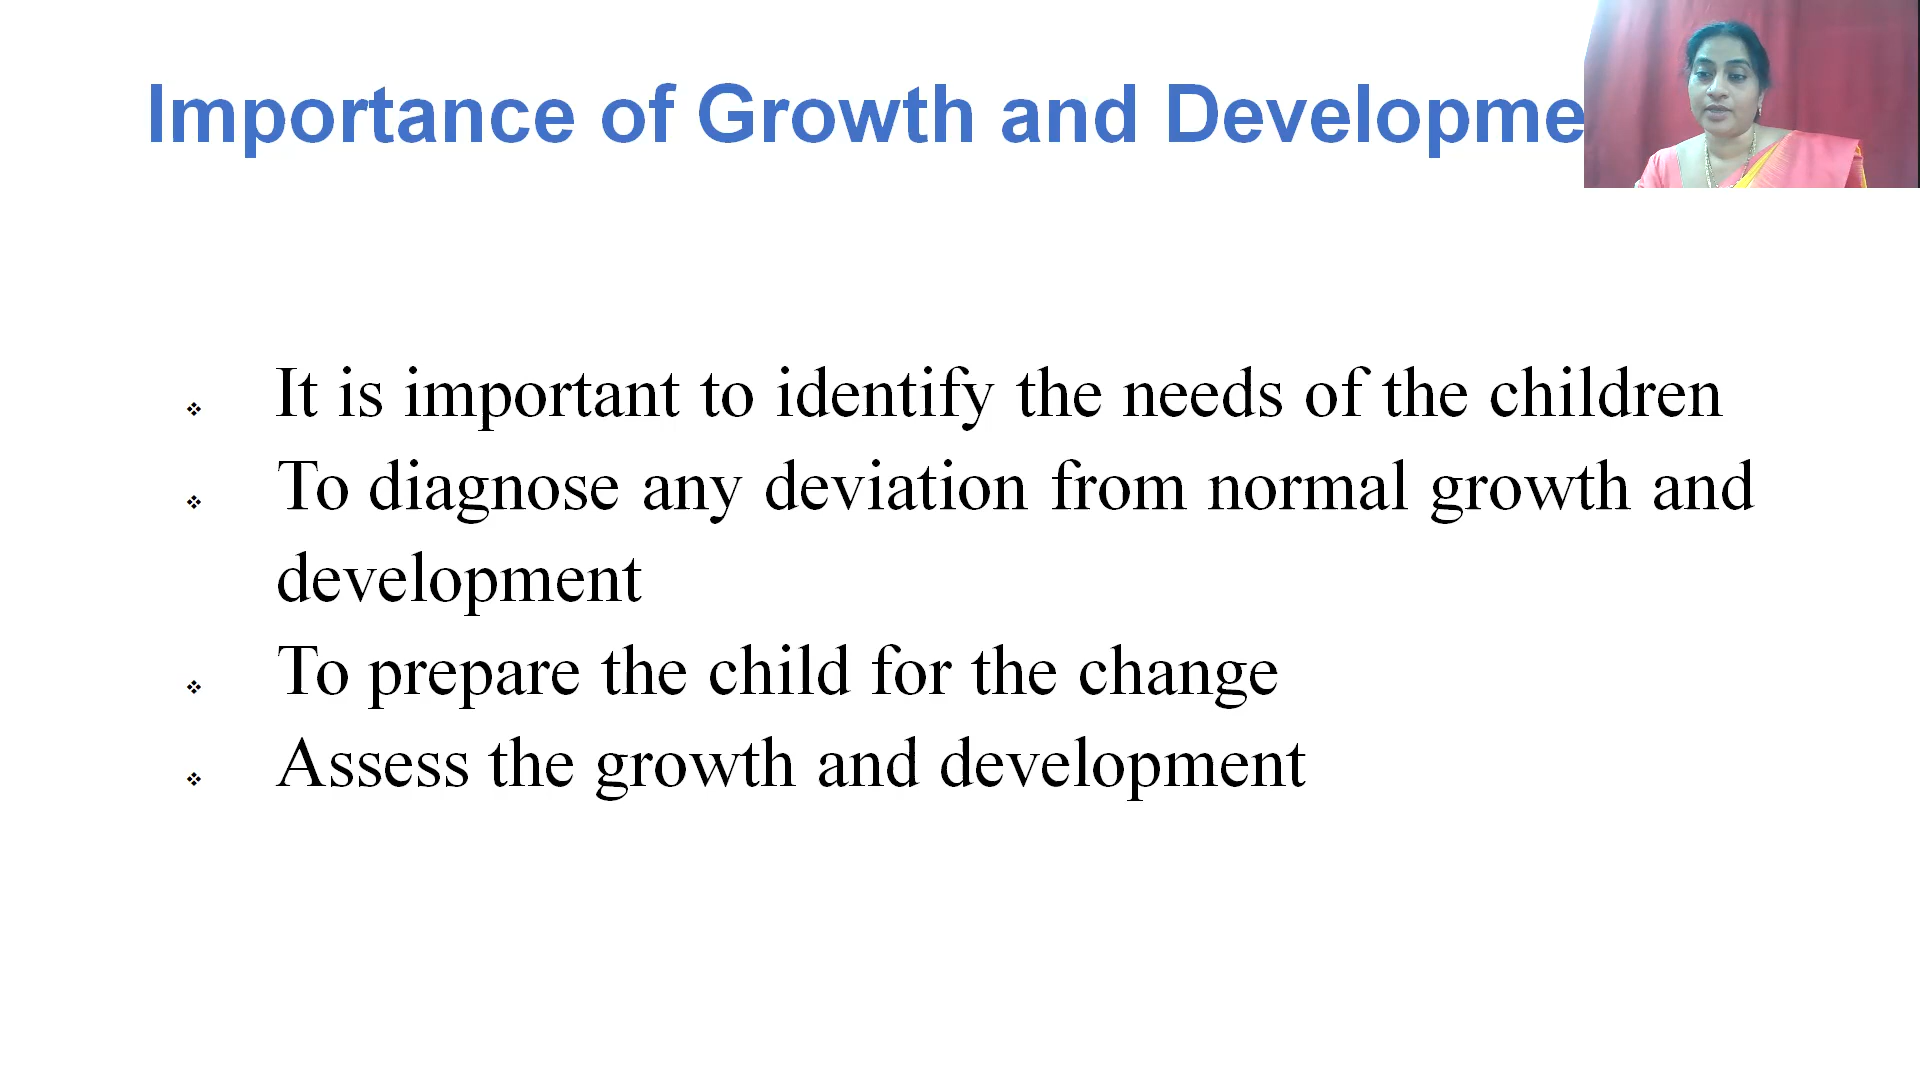 Importance of Growth and Developme
❖ It is important to identify the needs of the children
❖ To diagnose any deviation from normal growth and
development
❖ To prepare the child for the change
❖ Assess the growth and development